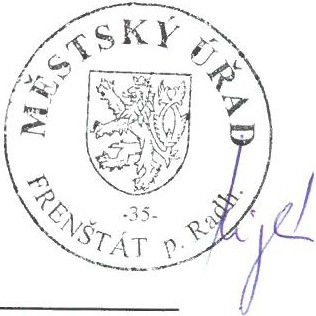 MĚSTSKÝ ÚŘAD
-35-
FRENŠTÁT p. Radh.